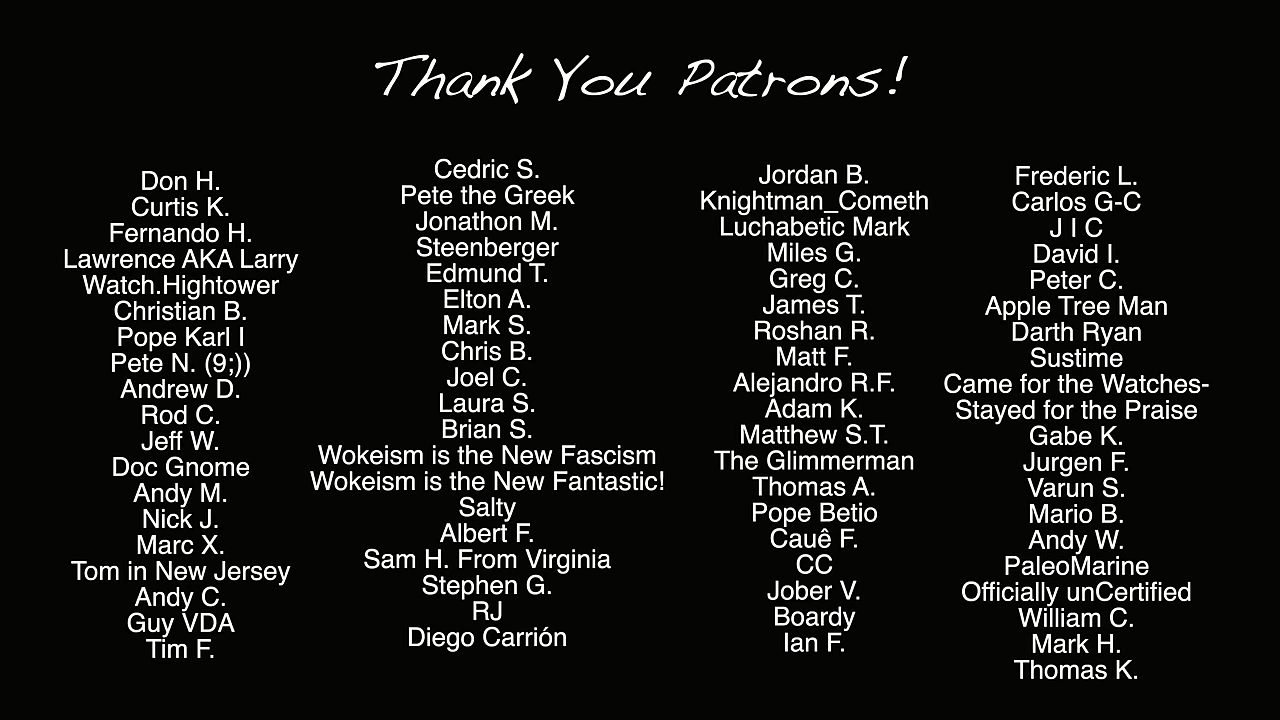 Thank You Patrons!
Don H.
Curtis K.
Fernando H.
Lawrence AKA Larry
Watch.Hightower
Christian B.
Pope Karl I
Pete N. (9;))
Andrew D.
Rod C.
Jeff W.
Doc Gnome
Andy M.
Nick J.
Marc X.
Tom in New Jersey
Andy C.
Guy VDA
Tim F.
Cedric S.
Pete the Greek
Jonathon M.
Steenberger
Edmund T.
Elton A.
Mark S.
Chris B.
Joel C.
Laura S.
Brian S.
Wokeism is the New Fascism
Wokeism is the New Fantastic!
Salty
Albert F.
Sam H. From Virginia
Stephen G.
RJ
Diego Carrión
Jordan B.
Knightman_Cometh
Luchabetic Mark
Miles G.
Greg C.
James T.
Roshan R.
Matt F.
Alejandro R.F.
Adam K.
Matthew S.T.
The Glimmerman
Thomas A.
Pope Betio
Cauê F.
CC
Jober V.
Boardy
Ian F.
Frederic L.
Carlos G-C
J I C
David I.
Peter C.
Apple Tree Man
Darth Ryan
Sustime
Came for the Watches-
Stayed for the Praise
Gabe K.
Jurgen F.
Varun S.
Mario B.
Andy W.
PaleoMarine
Officially unCertified
William C.
Mark H.
Thomas K.